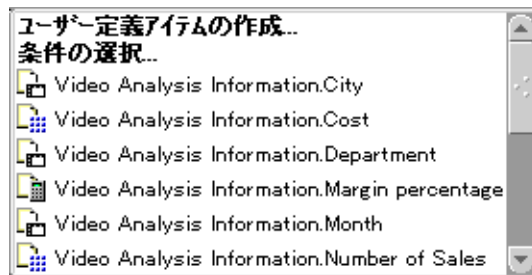 ユーザー定義アイテムの作成...
条件の選択...
Video Analysis Information.City
Video Analysis Information.Cost
Video Analysis Information.Department
Video Analysis Information.Margin percentage
Video Analysis Information.Month
Video Analysis Information.Number of Sales